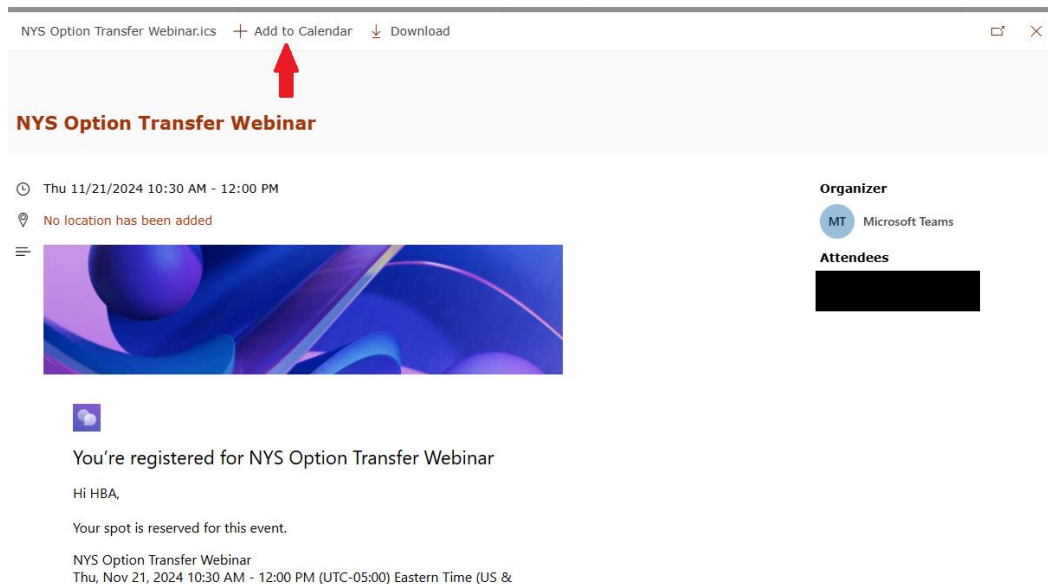 NYS Option Transfer Webinar.ics + Add to Calendar Download
NYS Option Transfer Webinar
Thu 11/21/2024 10:30 AM - 12:00 PM
Organizer
No location has been added
MT Microsoft Teams
Attendees
You're registered for NYS Option Transfer Webinar
Hi HBA,
Your spot is reserved for this event.
NYS Option Transfer Webinar
Thu, Nov 21, 2024 10:30 AM - 12:00 PM (UTC-05:00) Eastern Time (US &